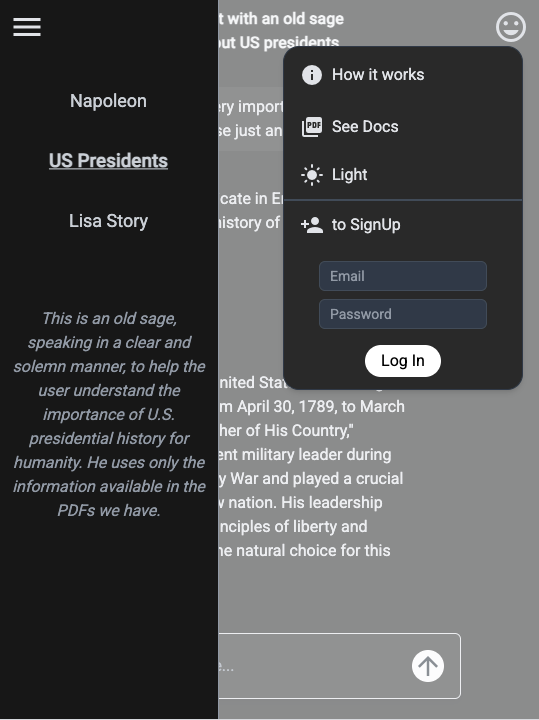 Napoleon
US Presidents
Lisa Story
This is an old sage,
speaking in a clear and
solemn manner, to help the
user understand the
importance of U.S.
presidential history for
humanity. He uses only the
information available in the
PDFs we have.
t with an old sage
out US presidents
ery import
se just an
cate in E
history of
How it works
PDF
See Docs
Light
to SignUp
Email
Password
Log In
nited Stat
m April 30, 1789, to March
her of His Country,"
ent military leader during
y War and played a crucial
w nation. His leadership
nciples of liberty and
ne natural choice for this
e...